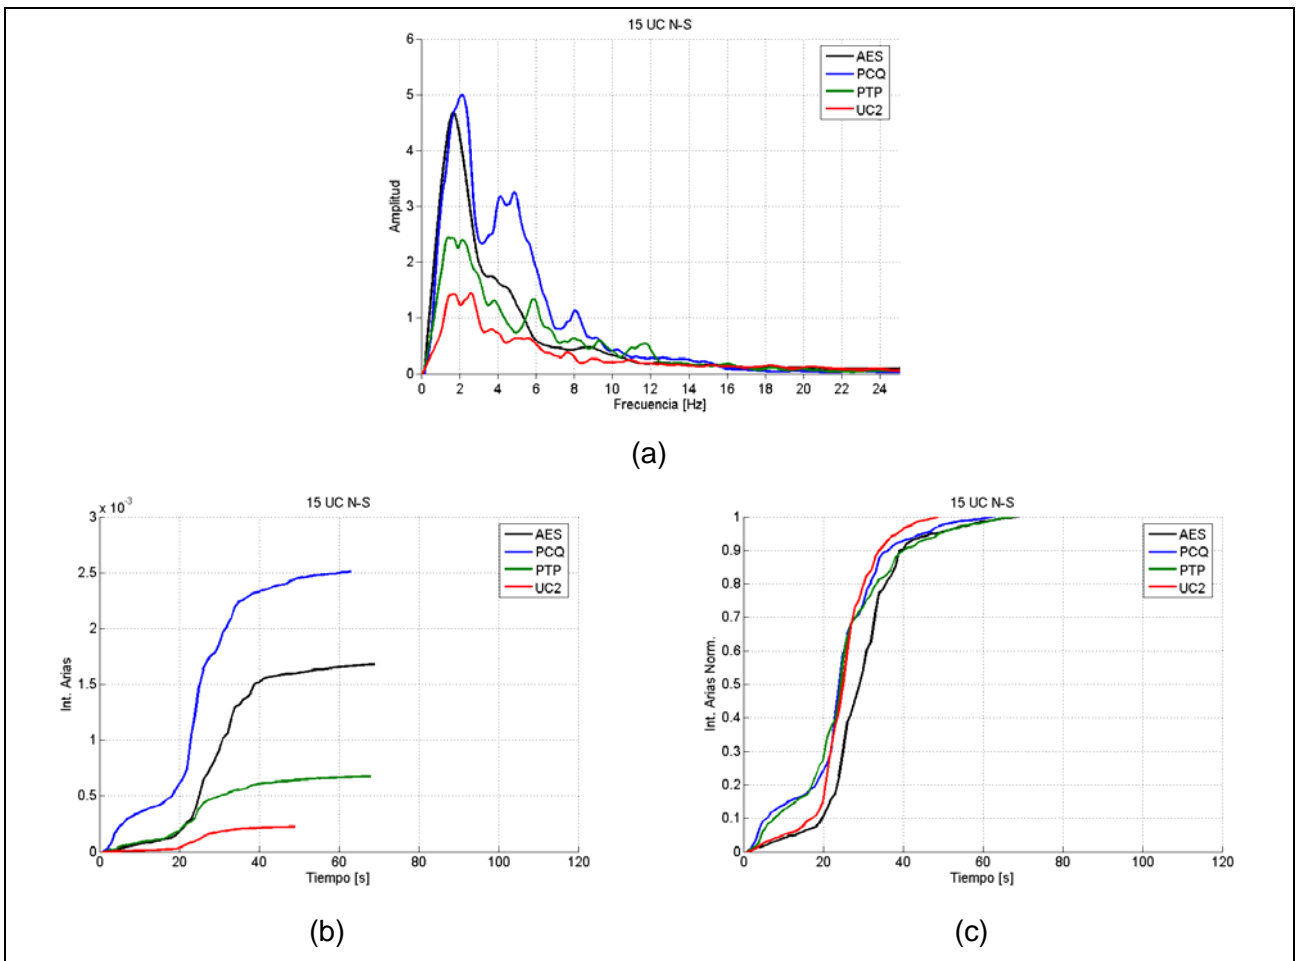 15 UC N-S
6
5
4
3
2
1
0
Amplitud
AES
PCQ
PTP
UC2
0 2 4 6 8 10 12 14 16 18 20 22 24
Frecuencia [Hz]
(a)
15 UC N-S
x 10^-3
3
2.5
2
1.5
1
0.5
0
Int. Arias
AES
PCQ
PTP
UC2
0 20 40 60 80 100 120
Tiempo [s]
(b)
15 UC N-S
1
0.9
0.8
0.7
0.6
0.5
0.4
0.3
0.2
0.1
0
Int. Arias Norm.
AES
PCQ
PTP
UC2
0 20 40 60 80 100 120
Tiempo [s]
(c)